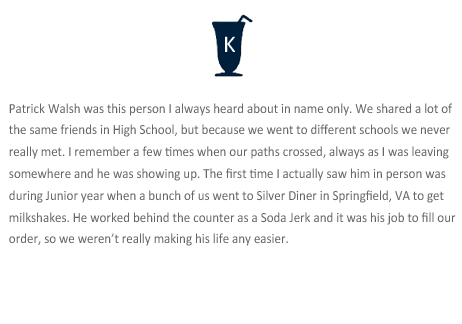 K
Patrick Walsh was this person I always heard about in name only. We shared a lot of
the same friends in High School, but because we went to different schools we never
really met. I remember a few times when our paths crossed, always as I was leaving
somewhere and he was showing up. The first time I actually saw him in person was
during Junior year when a bunch of us went to Silver Diner in Springfield, VA to get
milkshakes. He worked behind the counter as a Soda Jerk and it was his job to fill our
order, so we weren’t really making his life any easier.